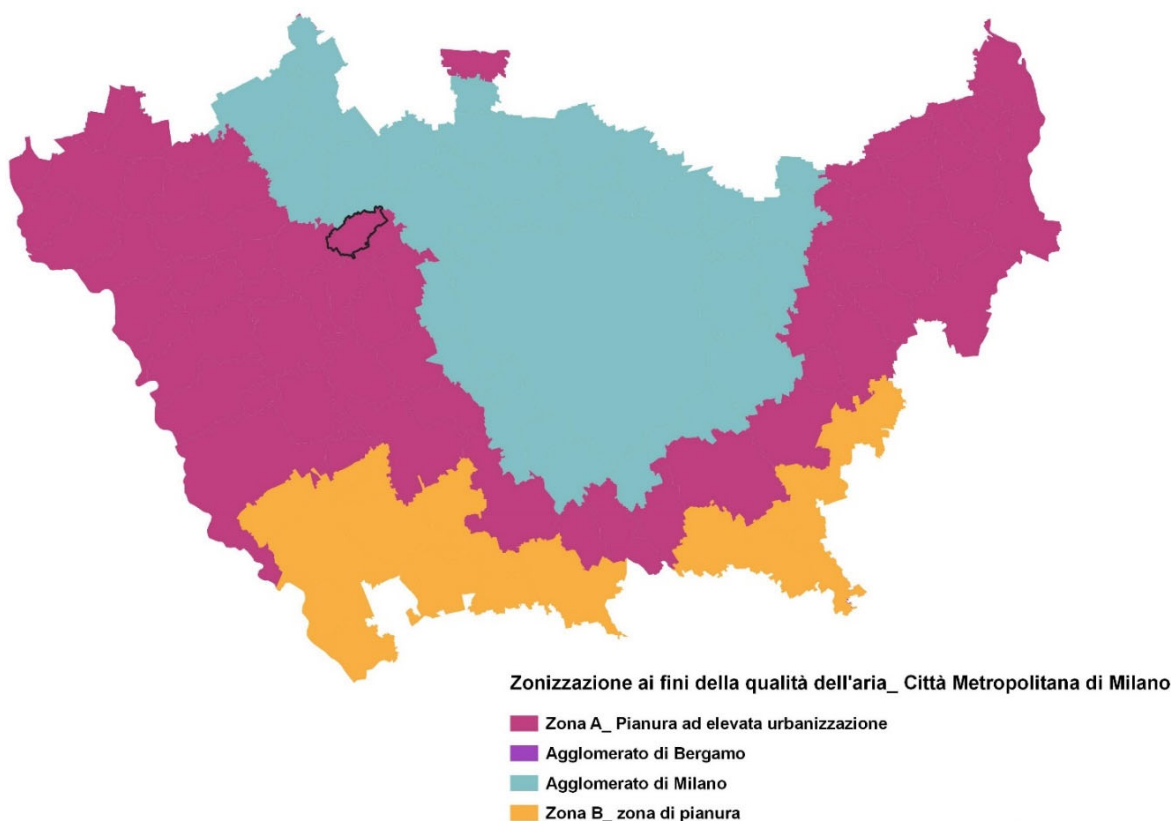 Zonizzazione ai fini della qualità dell'aria_ Città Metropolitana di Milano
Zona A_ Pianura ad elevata urbanizzazione
Agglomerato di Bergamo
Agglomerato di Milano
Zona B_ zona di pianura